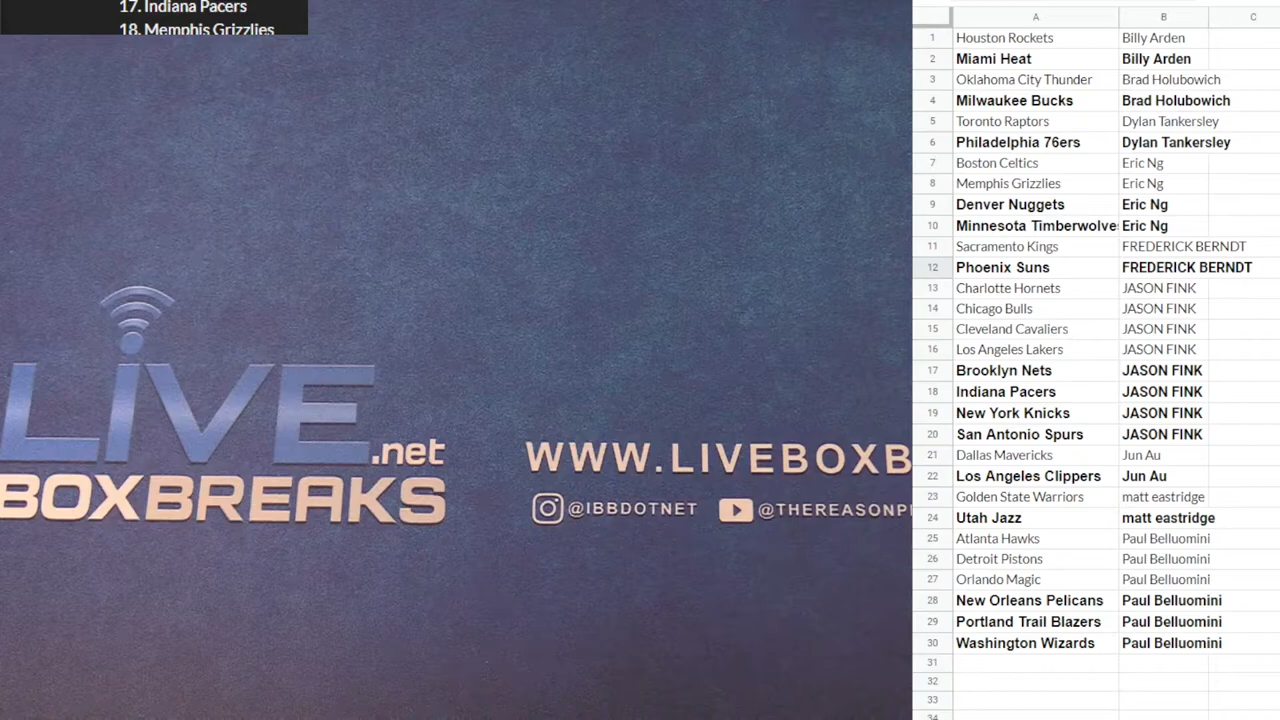 17. Indiana Pacers
18. Memphis Grizzlies
LiVE.net
BOXBREAKS
WWW.LIVEBOXB
@IBBDOTNET @THEREASONP
A B C
1 Houston Rockets Billy Arden
2 Miami Heat Billy Arden
3 Oklahoma City Thunder Brad Holubowich
4 Milwaukee Bucks Brad Holubowich
5 Toronto Raptors Dylan Tankersley
6 Philadelphia 76ers Dylan Tankersley
7 Boston Celtics Eric Ng
8 Memphis Grizzlies Eric Ng
9 Denver Nuggets Eric Ng
10 Minnesota Timberwolves Eric Ng
11 Sacramento Kings FREDERICK BERNDT
12 Phoenix Suns FREDERICK BERNDT
13 Charlotte Hornets JASON FINK
14 Chicago Bulls JASON FINK
15 Cleveland Cavaliers JASON FINK
16 Los Angeles Lakers JASON FINK
17 Brooklyn Nets JASON FINK
18 Indiana Pacers JASON FINK
19 New York Knicks JASON FINK
20 San Antonio Spurs JASON FINK
21 Dallas Mavericks Jun Au
22 Los Angeles Clippers Jun Au
23 Golden State Warriors matt eastridge
24 Utah Jazz matt eastridge
25 Atlanta Hawks Paul Belluomini
26 Detroit Pistons Paul Belluomini
27 Orlando Magic Paul Belluomini
28 New Orleans Pelicans Paul Belluomini
29 Portland Trail Blazers Paul Belluomini
30 Washington Wizards Paul Belluomini
31
32
33
34